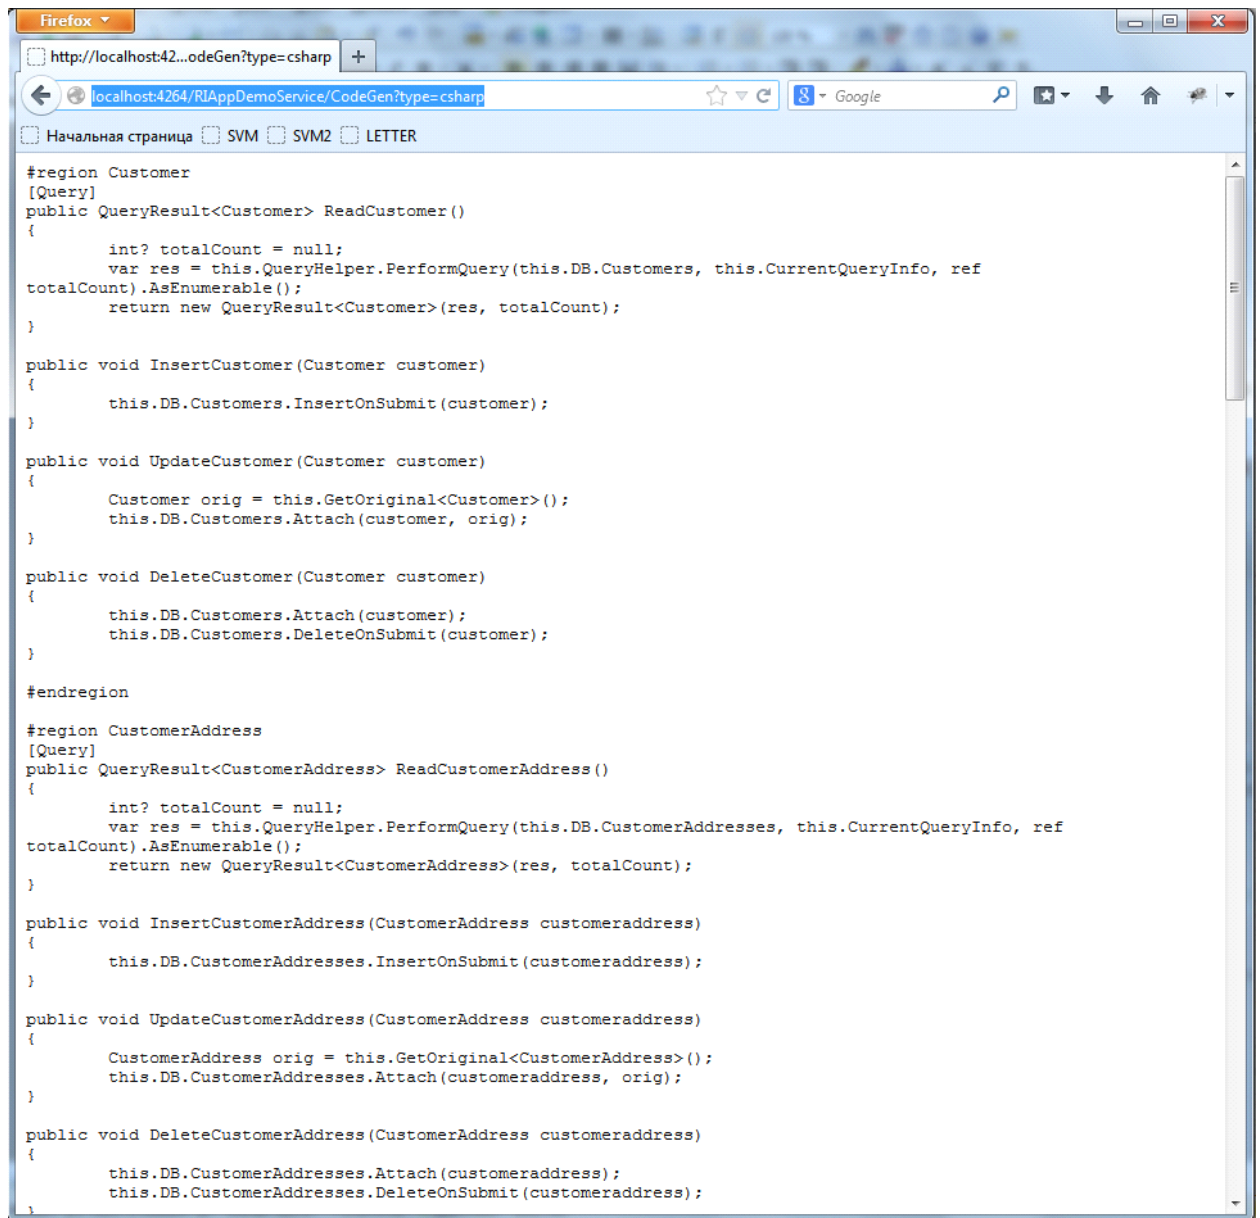 Firefox
http://localhost:42...odeGen?type=csharp
localhost:4264/RIAppDemoService/CodeGen?type=csharp
8 Google
Начальная страница SVM SVM2 LETTER
#region Customer
[Query]
public QueryResult<Customer> ReadCustomer()
{
int? totalCount = null;
var res = this.QueryHelper.PerformQuery(this.DB.Customers, this.CurrentQueryInfo, ref
totalCount).AsEnumerable();
return new QueryResult<Customer>(res, totalCount);
}
public void InsertCustomer(Customer customer)
{
this.DB.Customers.InsertOnSubmit(customer);
}
public void UpdateCustomer(Customer customer)
{
Customer orig = this.GetOriginal<Customer>();
this.DB.Customers.Attach(customer, orig);
}
public void DeleteCustomer(Customer customer)
{
this.DB.Customers.Attach(customer);
this.DB.Customers.DeleteOnSubmit(customer);
}
#endregion
#region CustomerAddress
[Query]
public QueryResult<CustomerAddress> ReadCustomerAddress()
{
int? totalCount = null;
var res = this.QueryHelper.PerformQuery(this.DB.CustomerAddresses, this.CurrentQueryInfo, ref
totalCount).AsEnumerable();
return new QueryResult<CustomerAddress>(res, totalCount);
}
public void InsertCustomerAddress(CustomerAddress customeraddress)
{
this.DB.CustomerAddresses.InsertOnSubmit(customeraddress);
}
public void UpdateCustomerAddress(CustomerAddress customeraddress)
{
CustomerAddress orig = this.GetOriginal<CustomerAddress>();
this.DB.CustomerAddresses.Attach(customeraddress, orig);
}
public void DeleteCustomerAddress(CustomerAddress customeraddress)
{
this.DB.CustomerAddresses.Attach(customeraddress);
this.DB.CustomerAddresses.DeleteOnSubmit(customeraddress);
}